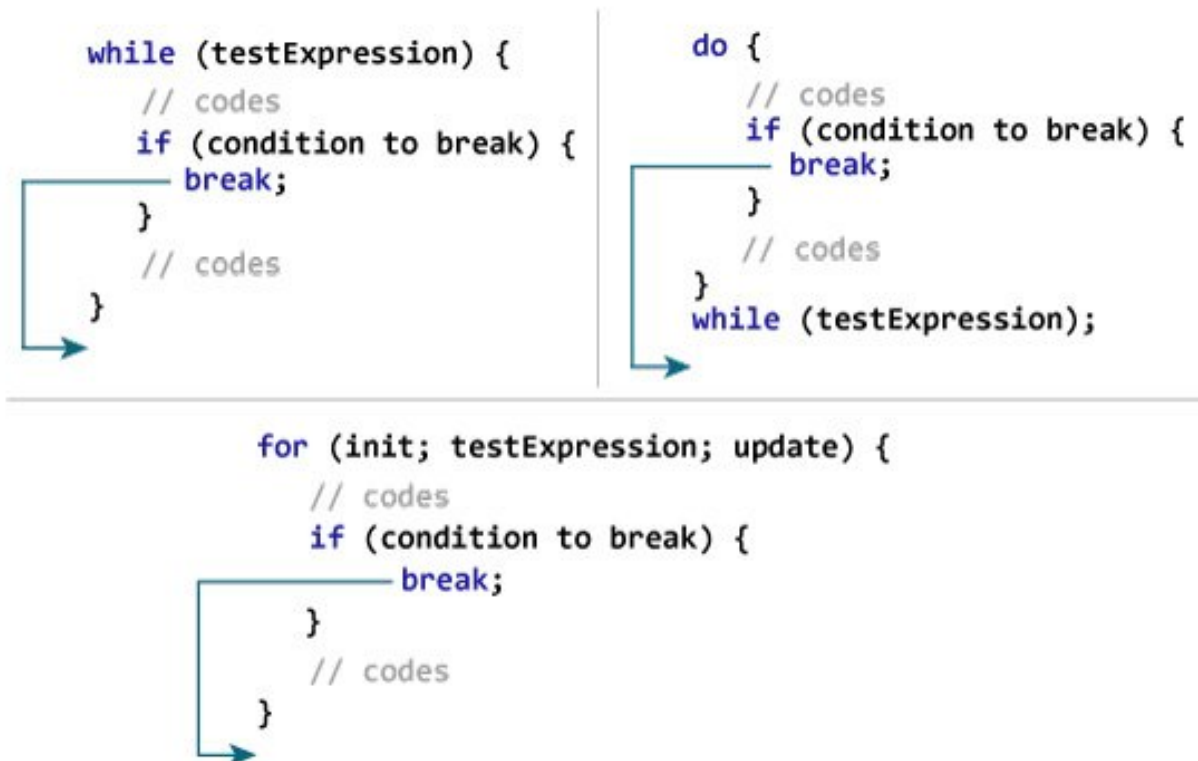 while (testExpression) {
// codes
if (condition to break) {
break;
}
// codes
}
do {
// codes
if (condition to break) {
break;
}
// codes
}
while (testExpression);
for (init; testExpression; update) {
// codes
if (condition to break) {
break;
}
// codes
}